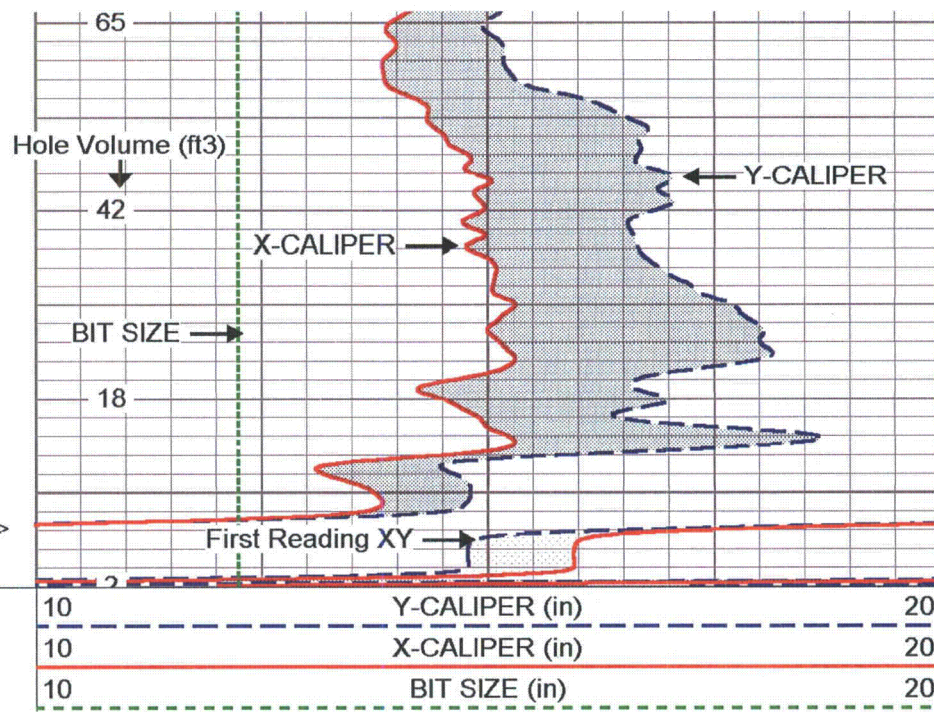 65
Hole Volume (ft3)
Y-CALIPER
42
X-CALIPER
BIT SIZE
18
>
First Reading XY
2
10 Y-CALIPER (in) 20
10 X-CALIPER (in) 20
10 BIT SIZE (in) 20